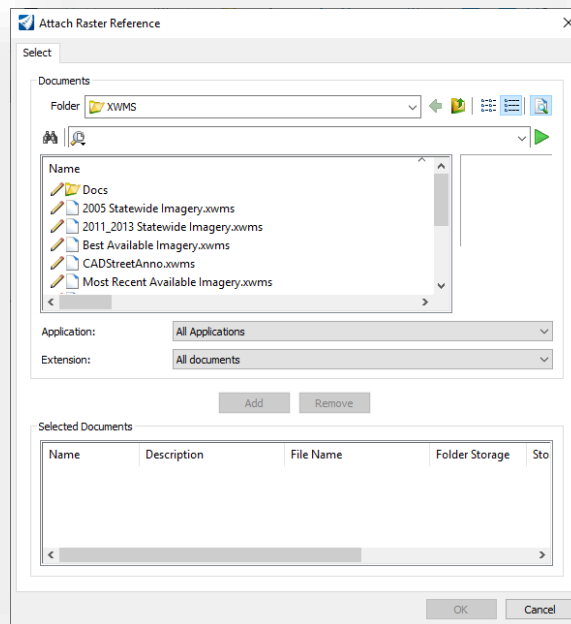 Attach Raster Reference
Select
Documents
Folder XWMS
Name
Docs
2005 Statewide Imagery.xwms
2011_2013 Statewide Imagery.xwms
Best Available Imagery.xwms
CADStreetAnno.xwms
Most Recent Available Imagery.xwms
Application: All Applications
Extension: All documents
Add Remove
Selected Documents
Name Description File Name Folder Storage Sto
OK Cancel